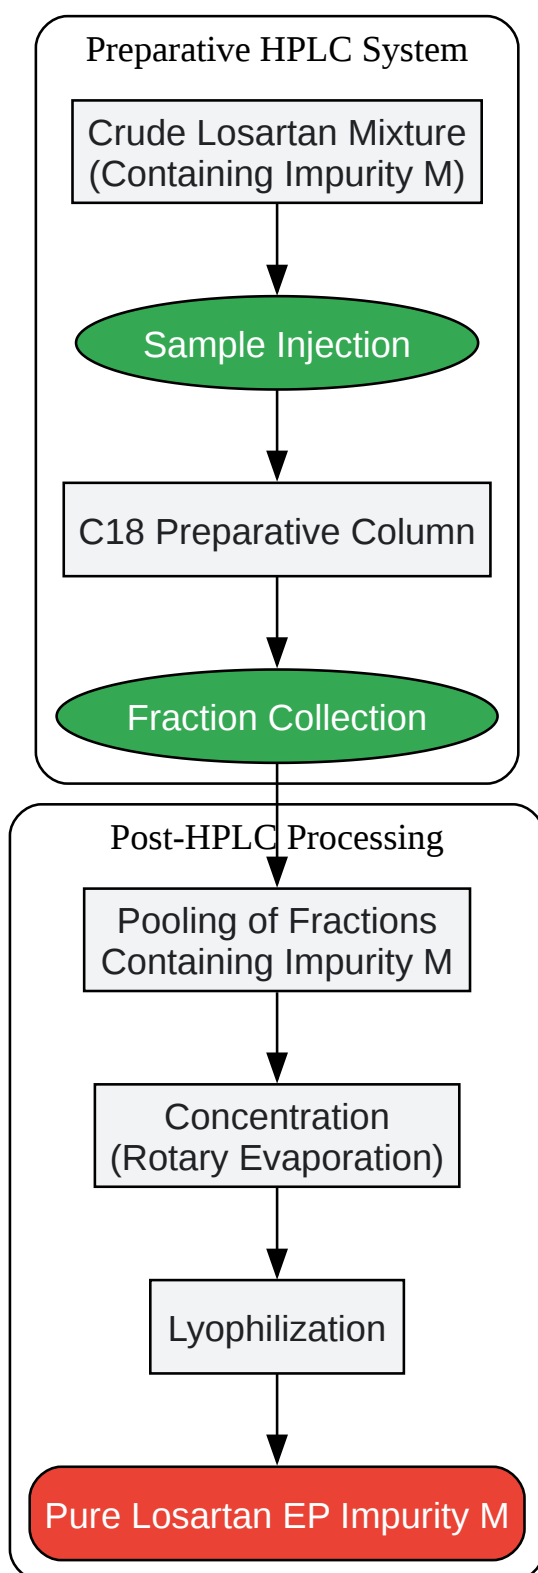 Preparative HPLC System
Crude Losartan Mixture
(Containing Impurity M)
Sample Injection
C18 Preparative Column
Fraction Collection
Post-HPLC Processing
Pooling of Fractions
Containing Impurity M
Concentration
(Rotary Evaporation)
Lyophilization
Pure Losartan EP Impurity M